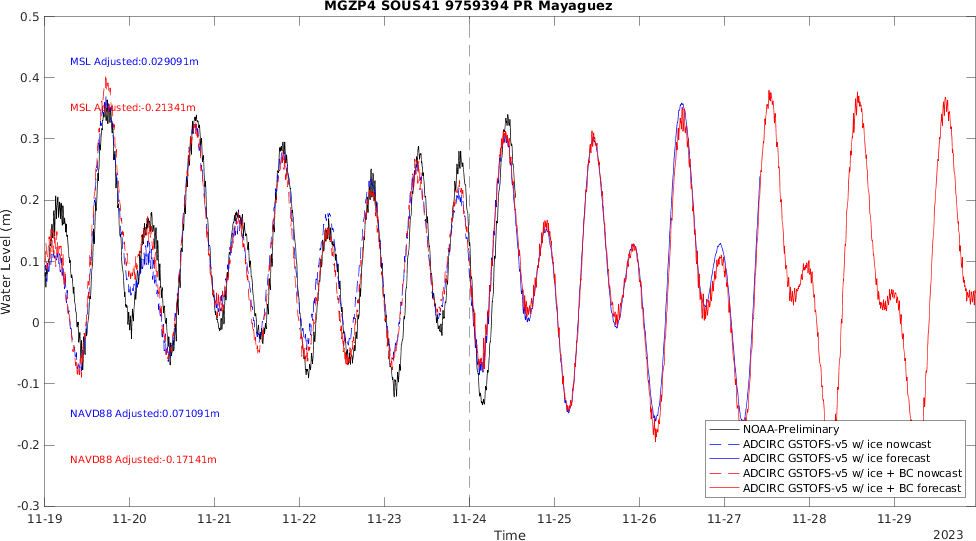 MGZP4 SOUS41 9759394 PR Mayaguez
0.5
0.4
0.3
0.2
0.1
0
-0.1
-0.2
-0.3
Water Level (m)
MSL Adjusted:0.029091m
MSL Adjusted:-0.21341m
NAVD88 Adjusted:0.071091m
NAVD88 Adjusted:-0.17141m
NOAA-Preliminary
ADCIRC GSTOFS-v5 w/ ice nowcast
ADCIRC GSTOFS-v5 w/ ice forecast
ADCIRC GSTOFS-v5 w/ ice + BC nowcast
ADCIRC GSTOFS-v5 w/ ice + BC forecast
11-19 11-20 11-21 11-22 11-23 11-24 11-25 11-26 11-27 11-28 11-29
Time
2023